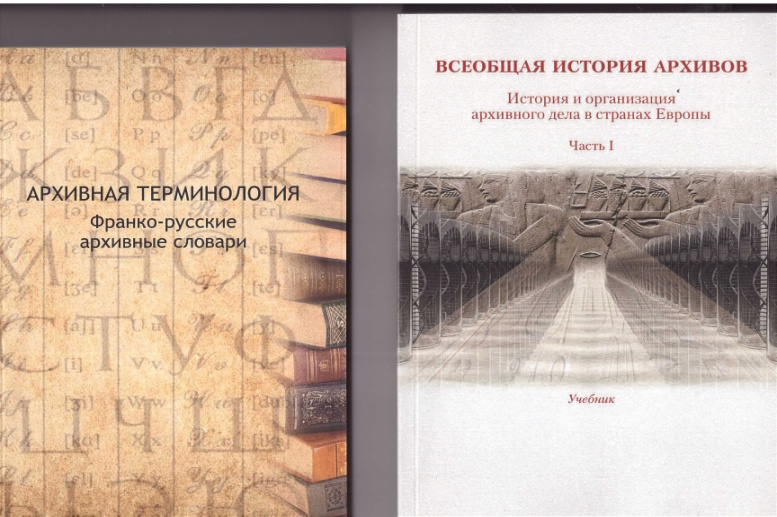 АРХИВНАЯ ТЕРМИНОЛОГИЯ
Франко-русские
архивные словари
ВСЕОБЩАЯ ИСТОРИЯ АРХИВОВ
История и организация
архивного дела в странах Европы
Часть I
Учебник